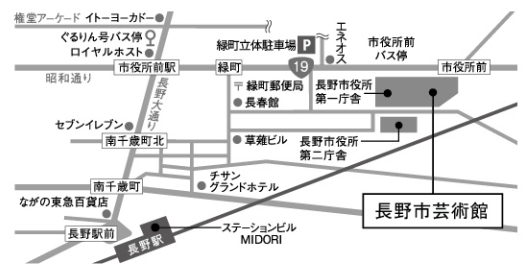 権堂アーケード
イトーヨーカドー
ぐるりん号バス停
ロイヤルホスト
エネオス
緑町立体駐車場
P
市役所前
バス停
市役所前駅
緑町
19
市役所前
昭和通り
長野大通り
〒緑町郵便局
長春館
長野市役所
第一庁舎
セブンイレブン
南千歳町北
草薙ビル
長野市役所
第二庁舎
南千歳町
チサン
グランドホテル
長野市芸術館
ながの東急百貨店
長野駅前
長野駅
ステーションビル
MIDORI